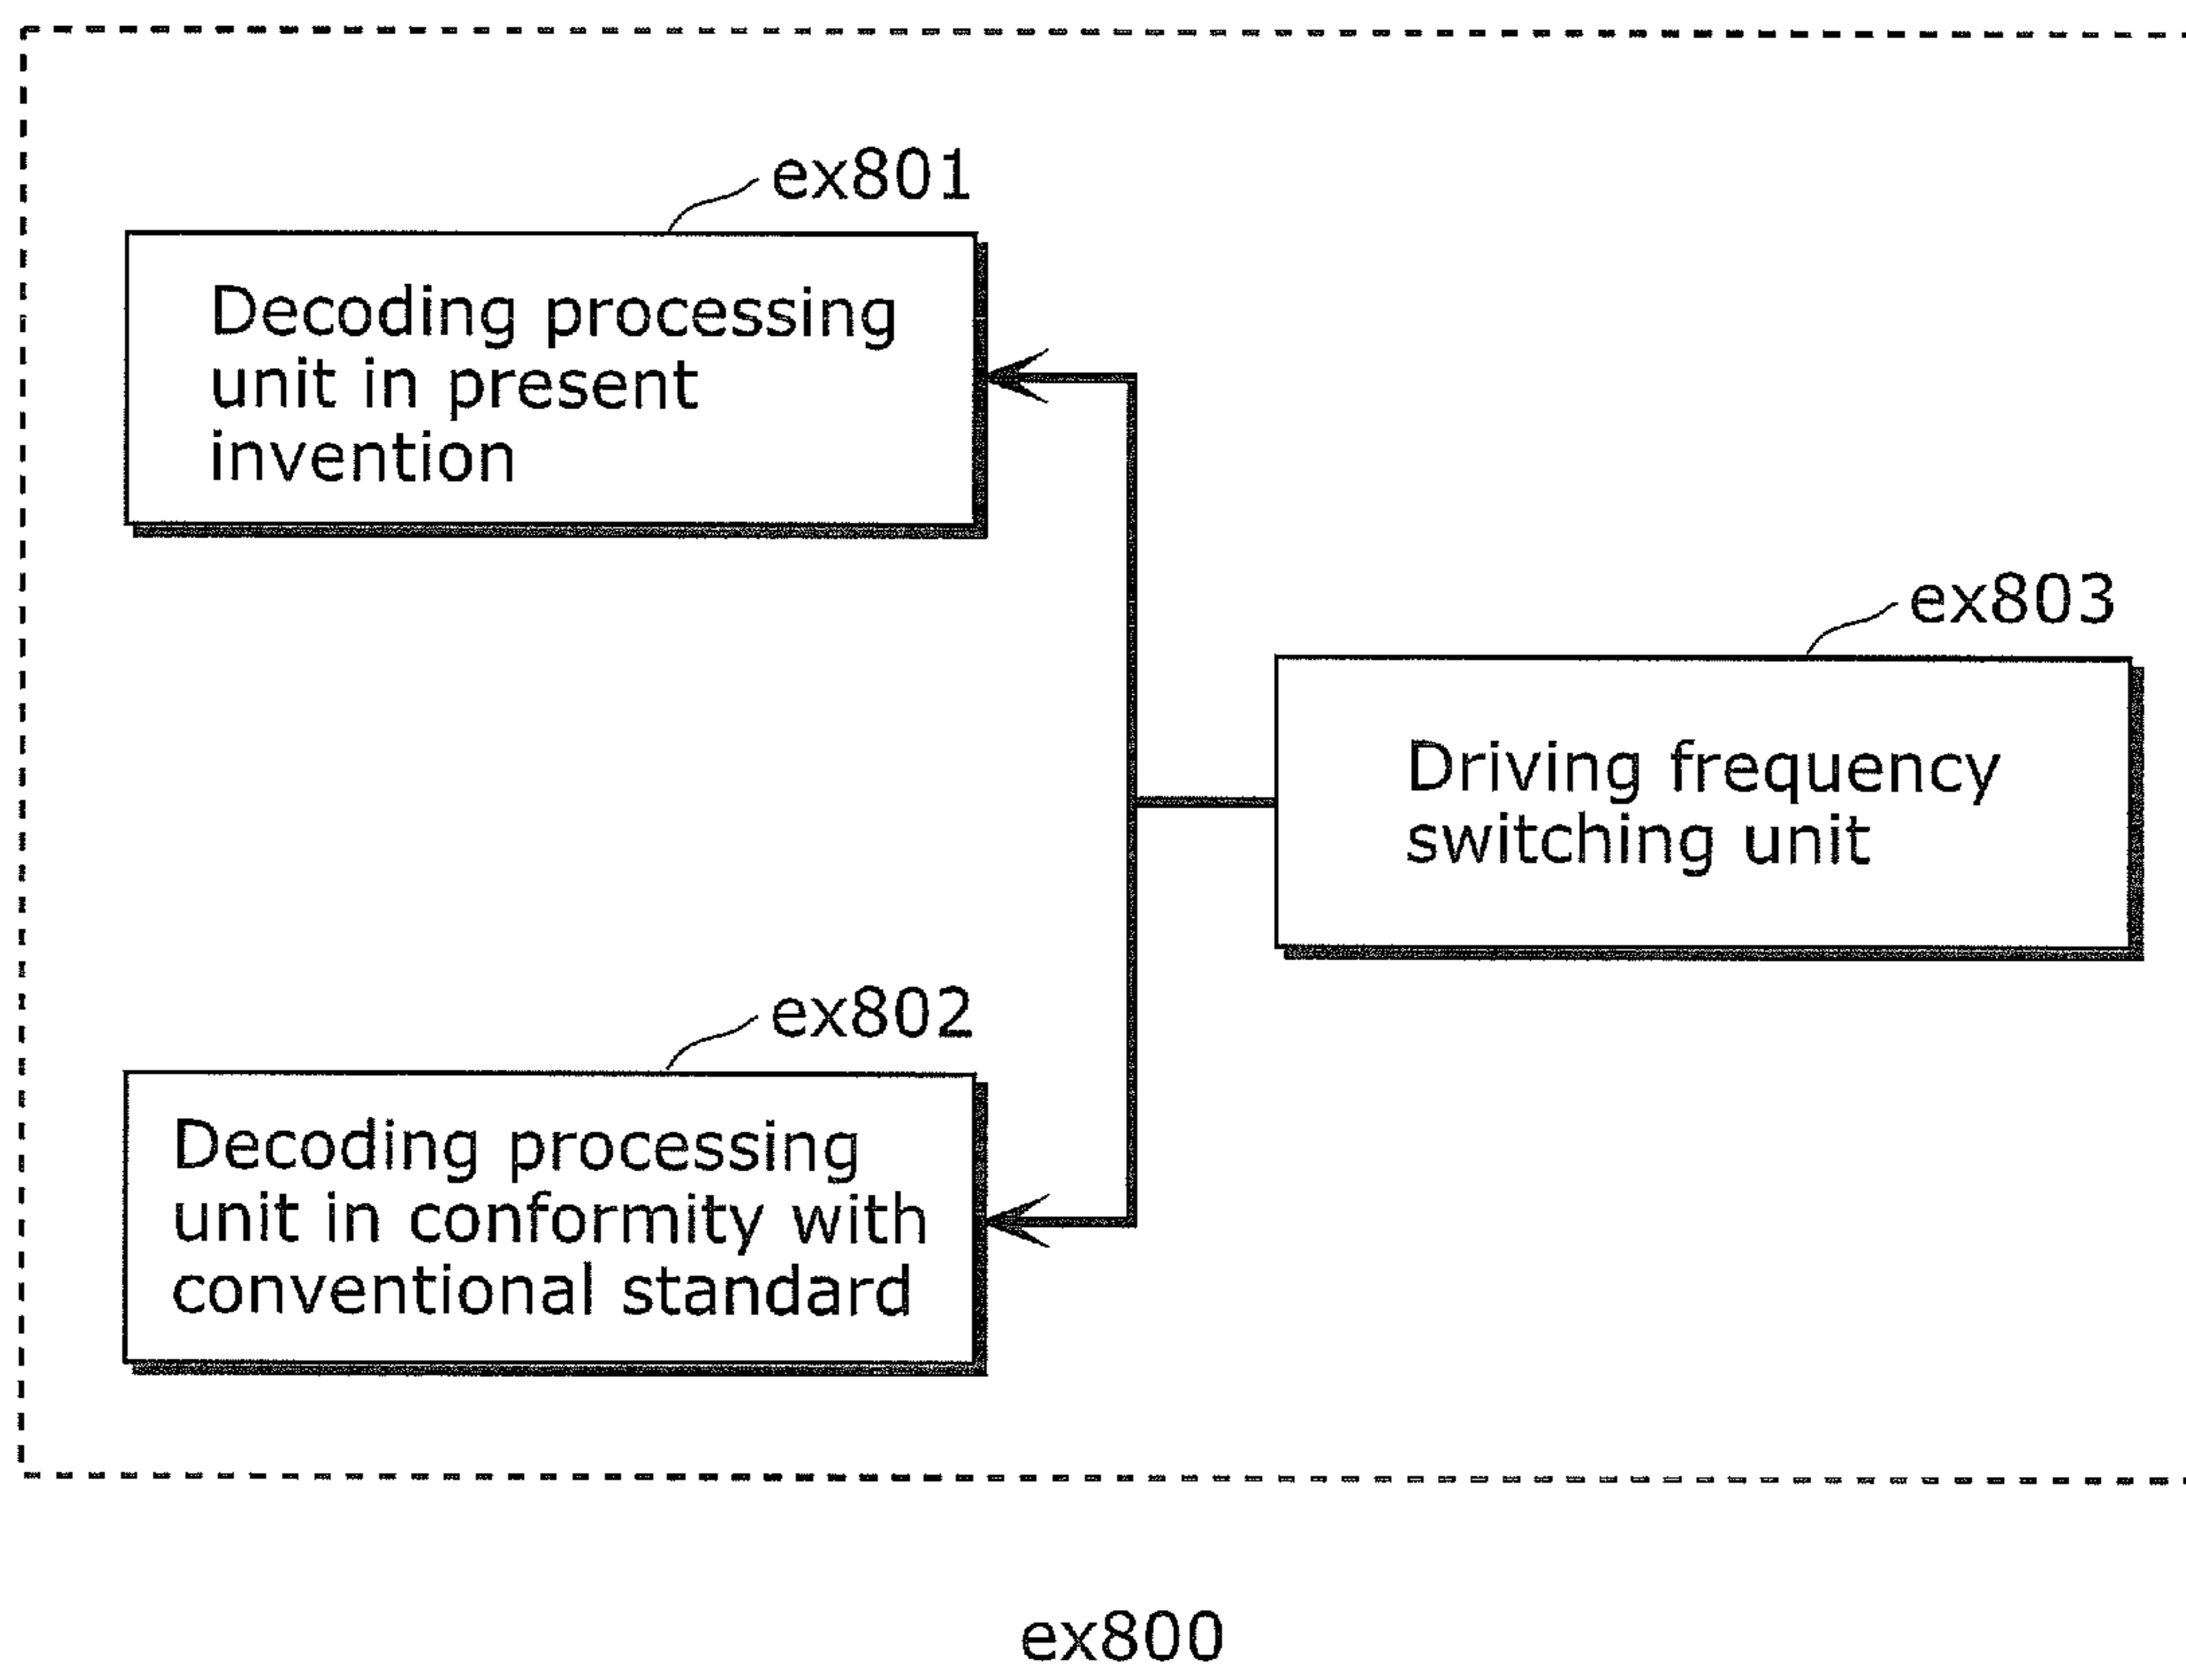 ex801
Decoding processing
unit in present
invention
ex803
Driving frequency
switching unit
ex802
Decoding processing
unit in conformity with
conventional standard
ex800